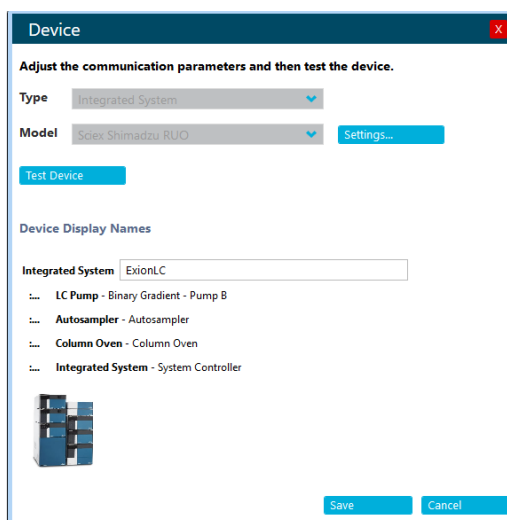 Device
X
Adjust the communication parameters and then test the device.
Type Integrated System
Model Sciex Shimadzu RUO Settings...
Test Device
Device Display Names
Integrated System ExionLC
:... LC Pump - Binary Gradient - Pump B
:... Autosampler - Autosampler
:... Column Oven - Column Oven
:... Integrated System - System Controller
Save Cancel